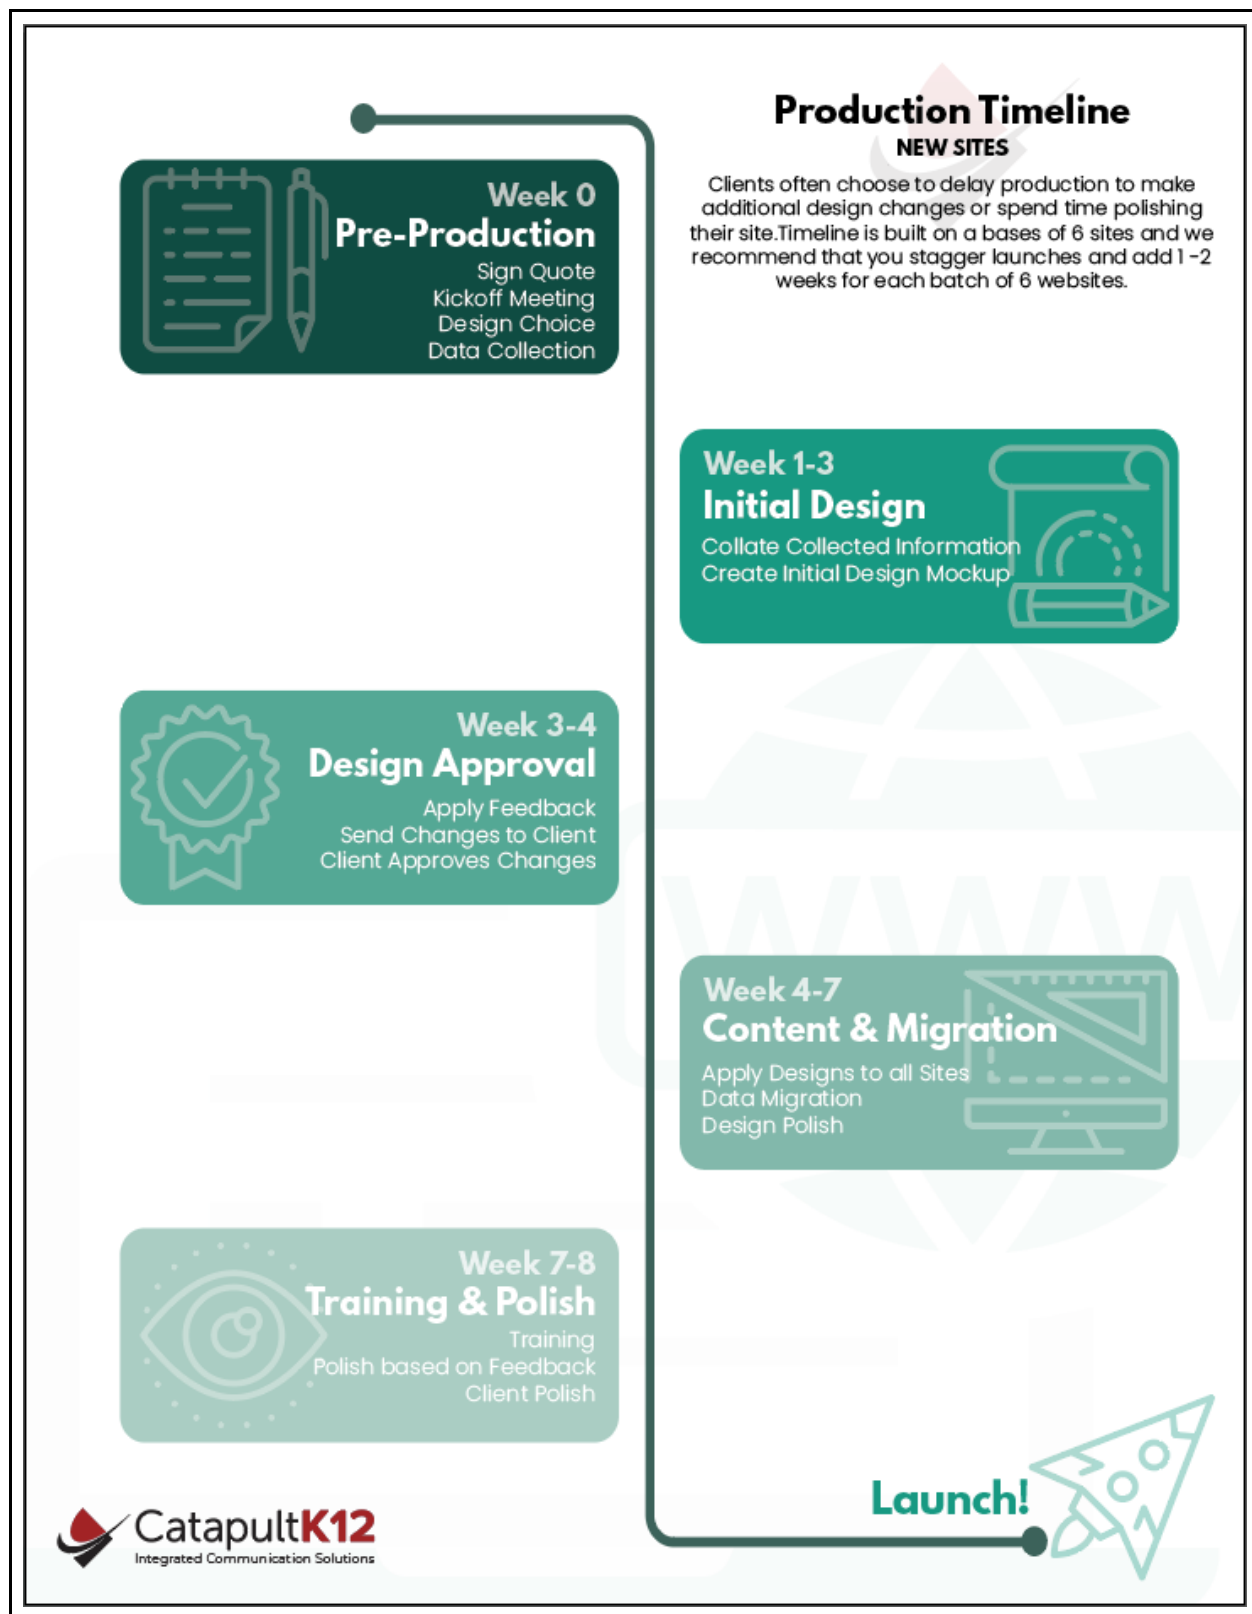 Production Timeline
NEW SITES
Clients often choose to delay production to make
additional design changes or spend time polishing
their site.Timeline is built on a bases of 6 sites and we
recommend that you stagger launches and add 1 -2
weeks for each batch of 6 websites.
Week 0
Pre-Production
Sign Quote
Kickoff Meeting
Design Choice
Data Collection
Week 1-3
Initial Design
Collate Collected Information
Create Initial Design Mockup
Week 3-4
Design Approval
Apply Feedback
Send Changes to Client
Client Approves Changes
WWW
Week 4-7
Content & Migration
Apply Designs to all Sites
Data Migration
Design Polish
Week 7-8
Training & Polish
Training
Polish based on Feedback
Client Polish
Launch!
CatapultK12
Integrated Communication Solutions